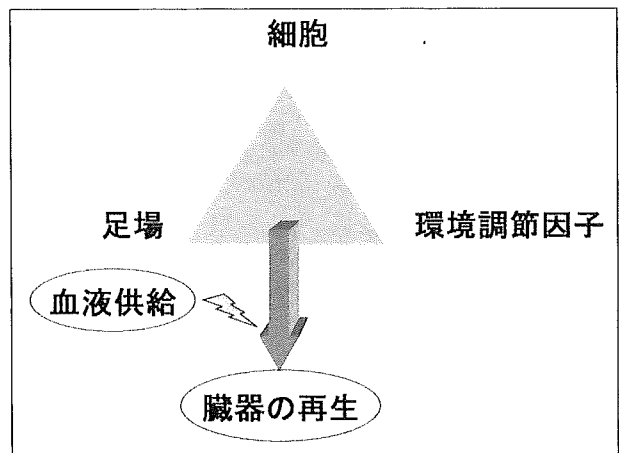 細胞
足場
環境調節因子
血液供給
臓器の再生